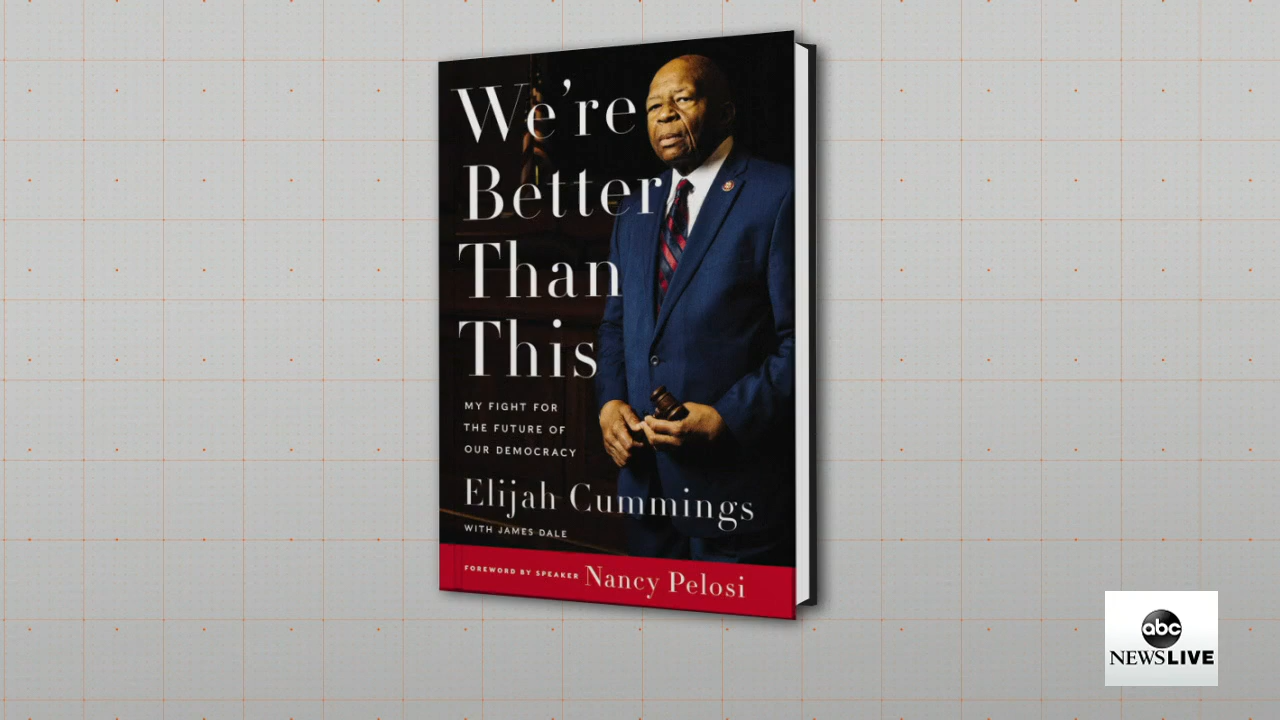 We're
Better
Than
This
MY FIGHT FOR
THE FUTURE OF
OUR DEMOCRACY
Elijah Cummings
WITH JAMES DALE
FOREWORD BY SPEAKER Nancy Pelosi
abc
NEWSLIVE